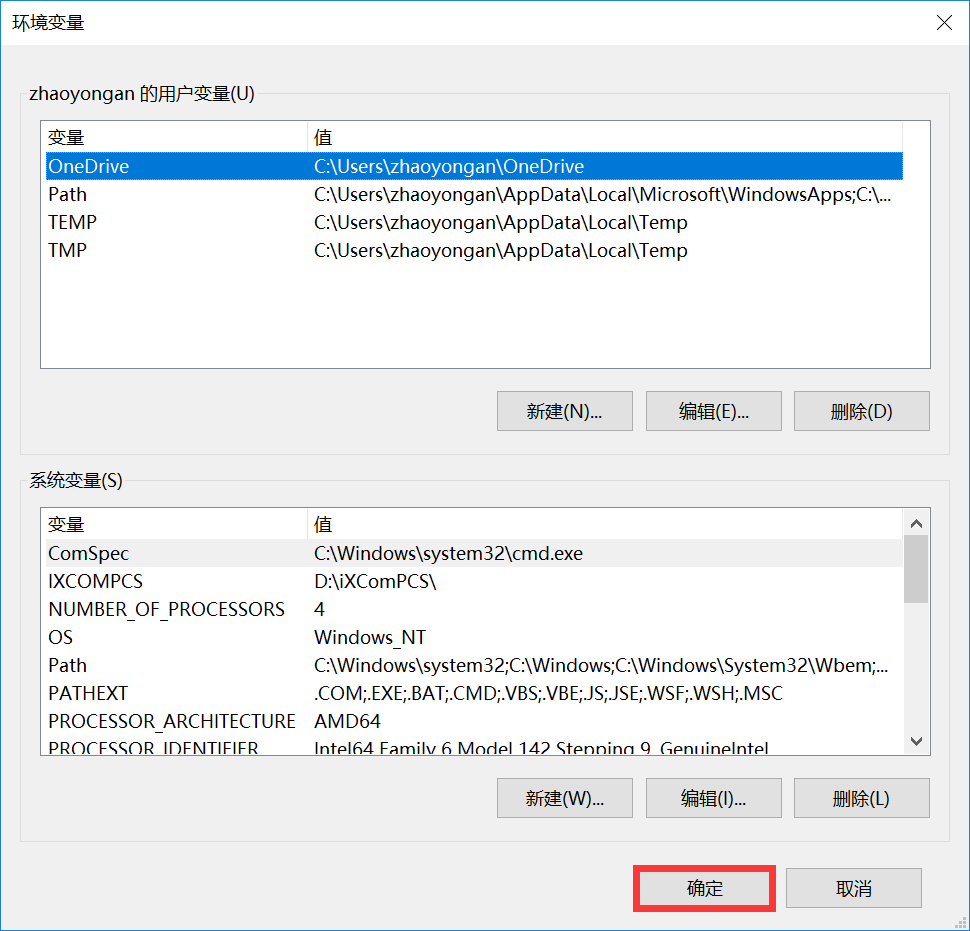 环境变量
zhaoyongan 的用户变量(U)
变量 值
OneDrive C:\Users\zhaoyongan\OneDrive
Path C:\Users\zhaoyongan\AppData\Local\Microsoft\WindowsApps;C:\...
TEMP C:\Users\zhaoyongan\AppData\Local\Temp
TMP C:\Users\zhaoyongan\AppData\Local\Temp
新建(N)... 编辑(E)... 删除(D)
系统变量(S)
变量 值
ComSpec C:\Windows\system32\cmd.exe
IXCOMPCS D:\iXComPCS\
NUMBER_OF_PROCESSORS 4
OS Windows_NT
Path C:\Windows\system32;C:\Windows;C:\Windows\System32\Wbem;...
PATHEXT .COM;.EXE;.BAT;.CMD;.VBS;.VBE;.JS;.JSE;.WSF;.WSH;.MSC
PROCESSOR_ARCHITECTURE AMD64
PROCESSOR_IDENTIFIER Intel64 Family 6 Model 142 Stepping 9, GenuineIntel
新建(W)... 编辑(I)... 删除(L)
确定 取消